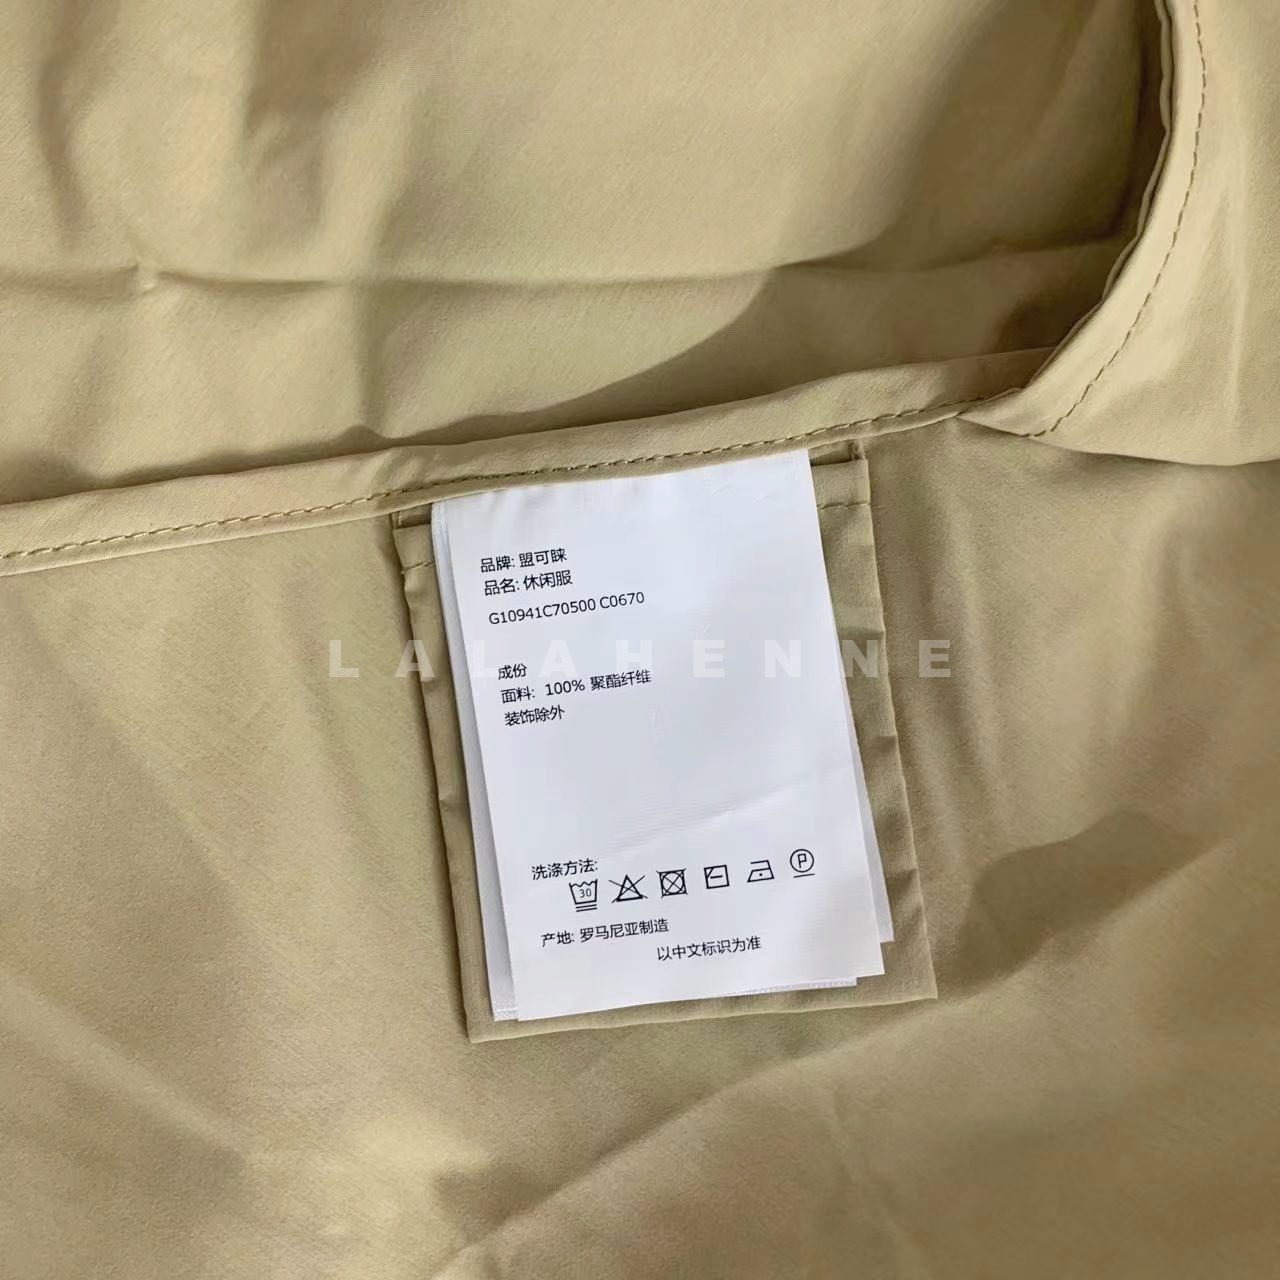 品牌: 盟可睐
品名: 休闲服
G10941C70500 C0670
LALAHENNE
成份
面料: 100% 聚酯纤维
装饰除外
洗涤方法:
30
P
产地: 罗马尼亚制造
以中文标识为准